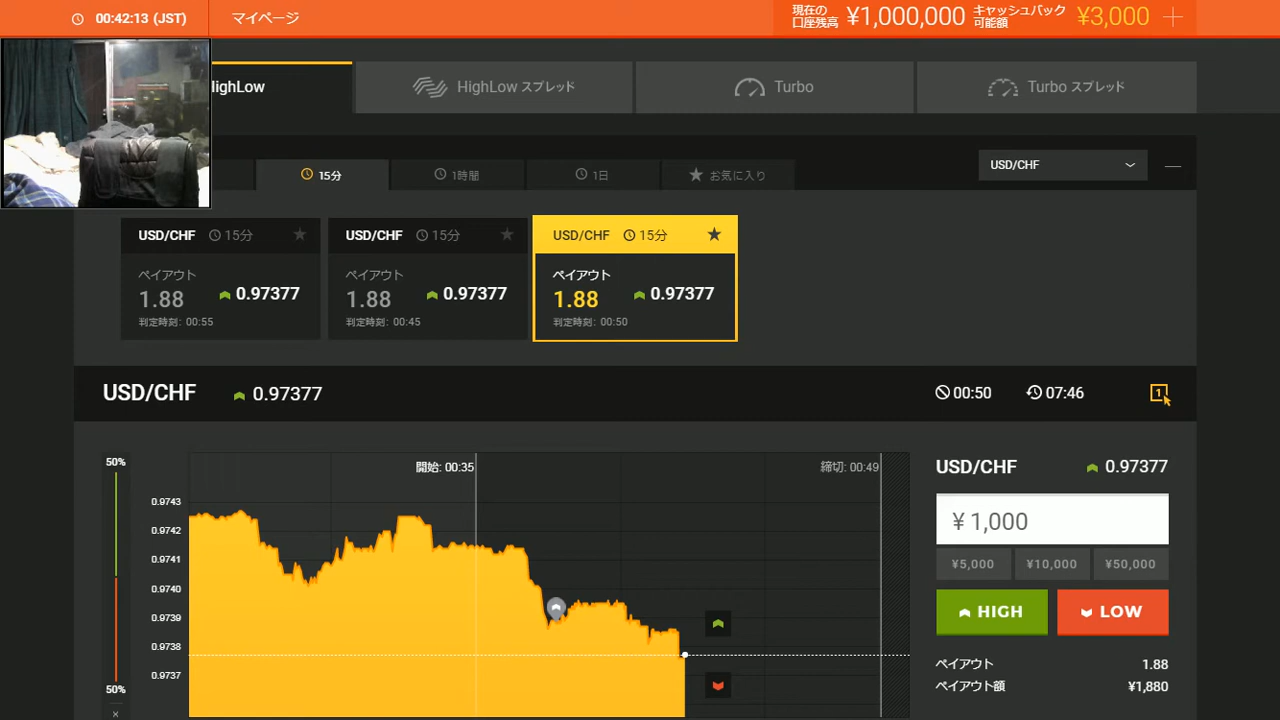 00:42:13 (JST)
マイページ
現在の
口座残高
¥1,000,000
キャッシュバック
可能額
¥3,000
ighLow
HighLow スプレッド
Turbo
Turbo スプレッド
15分
1時間
1日
お気に入り
USD/CHF
USD/CHF 15分
ペイアウト
1.88 0.97377
判定時刻: 00:55
USD/CHF 15分
ペイアウト
1.88 0.97377
判定時刻: 00:45
USD/CHF 15分
ペイアウト
1.88 0.97377
判定時刻: 00:50
USD/CHF 0.97377
00:50
07:46
1
50%
50%
0.9743
0.9742
0.9741
0.9740
0.9739
0.9738
0.9737
開始: 00:35
締切: 00:49
USD/CHF 0.97377
¥ 1,000
¥5,000 ¥10,000 ¥50,000
HIGH LOW
ペイアウト 1.88
ペイアウト額 ¥1,880